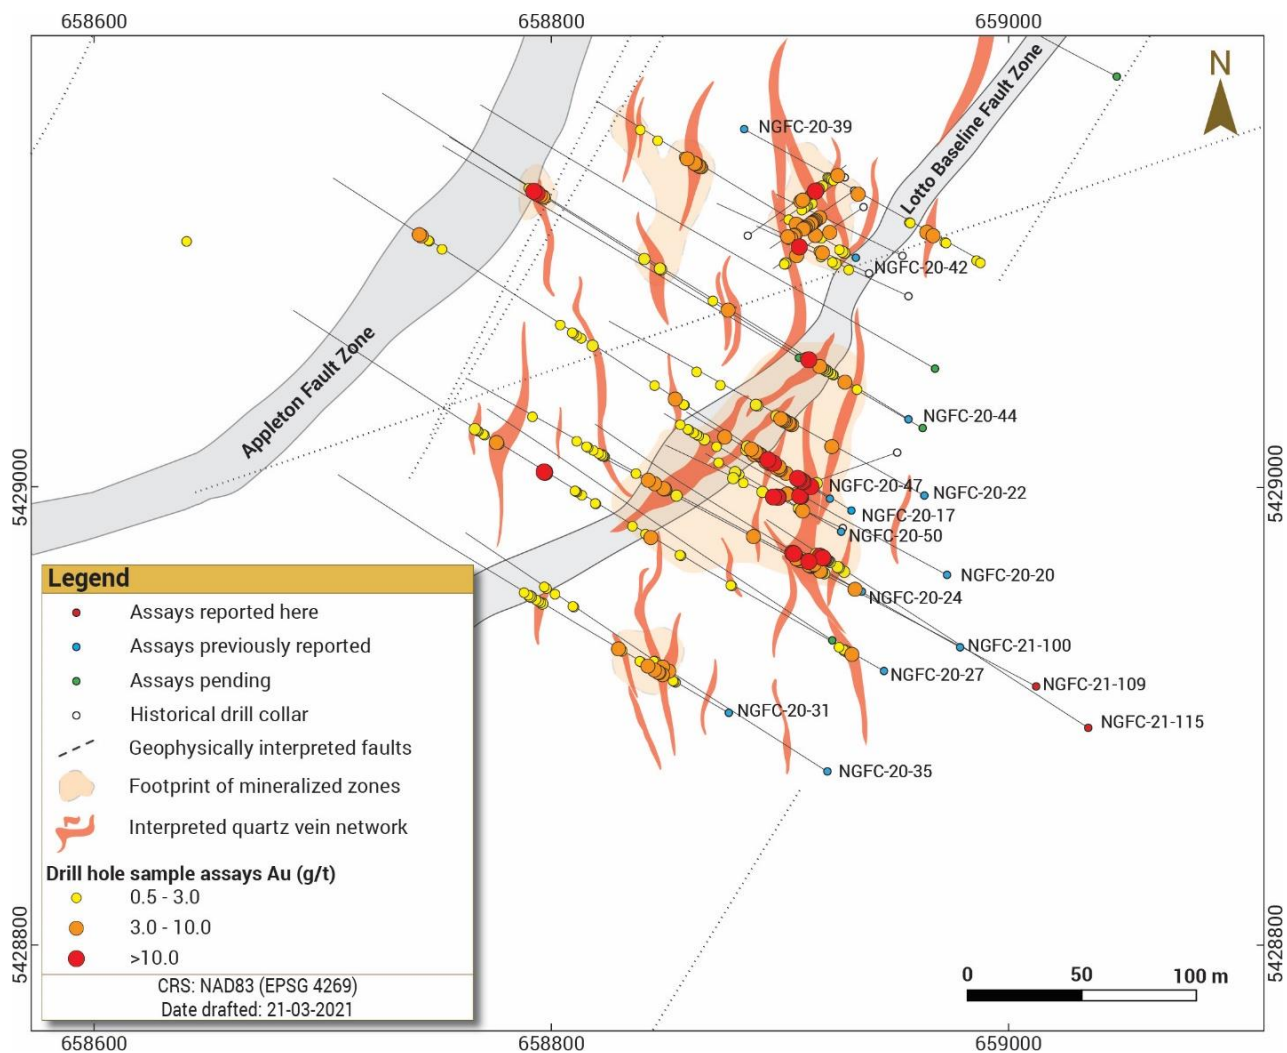 658600
658800
659000
N
NGFC-20-39
Lotto Baseline Fault Zone
NGFC-20-42
Appleton Fault Zone
NGFC-20-44
5429000
5429000
NGFC-20-47
NGFC-20-22
NGFC-20-17
NGFC-20-50
NGFC-20-20
NGFC-20-24
NGFC-21-100
NGFC-20-27
NGFC-21-109
NGFC-20-31
NGFC-21-115
NGFC-20-35
Legend
Assays reported here
Assays previously reported
Assays pending
Historical drill collar
Geophysically interpreted faults
Footprint of mineralized zones
Interpreted quartz vein network
Drill hole sample assays Au (g/t)
0.5 - 3.0
3.0 - 10.0
>10.0
CRS: NAD83 (EPSG 4269)
Date drafted: 21-03-2021
5428800
5428800
0 50 100 m
658600
658800
659000